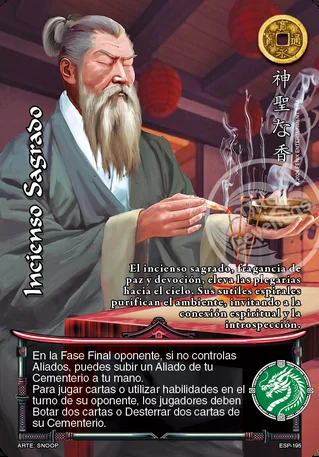 Incienso Sagrado
神聖な香
El incienso sagrado, fragancia de
paz y devoción, eleva las plegarias
hacia el cielo. Sus sutiles espirales
purifican el ambiente, invitando a la
conexión espiritual y la
introspección.
En la Fase Final oponente, si no controlas
Aliados, puedes subir un Aliado de tu
Cementerio a tu mano.
Para jugar cartas o utilizar habilidades en el
turno de su oponente, los jugadores deben
Botar dos cartas o Desterrar dos cartas de
su Cementerio.
ARTE: SNOOP
ESP-195